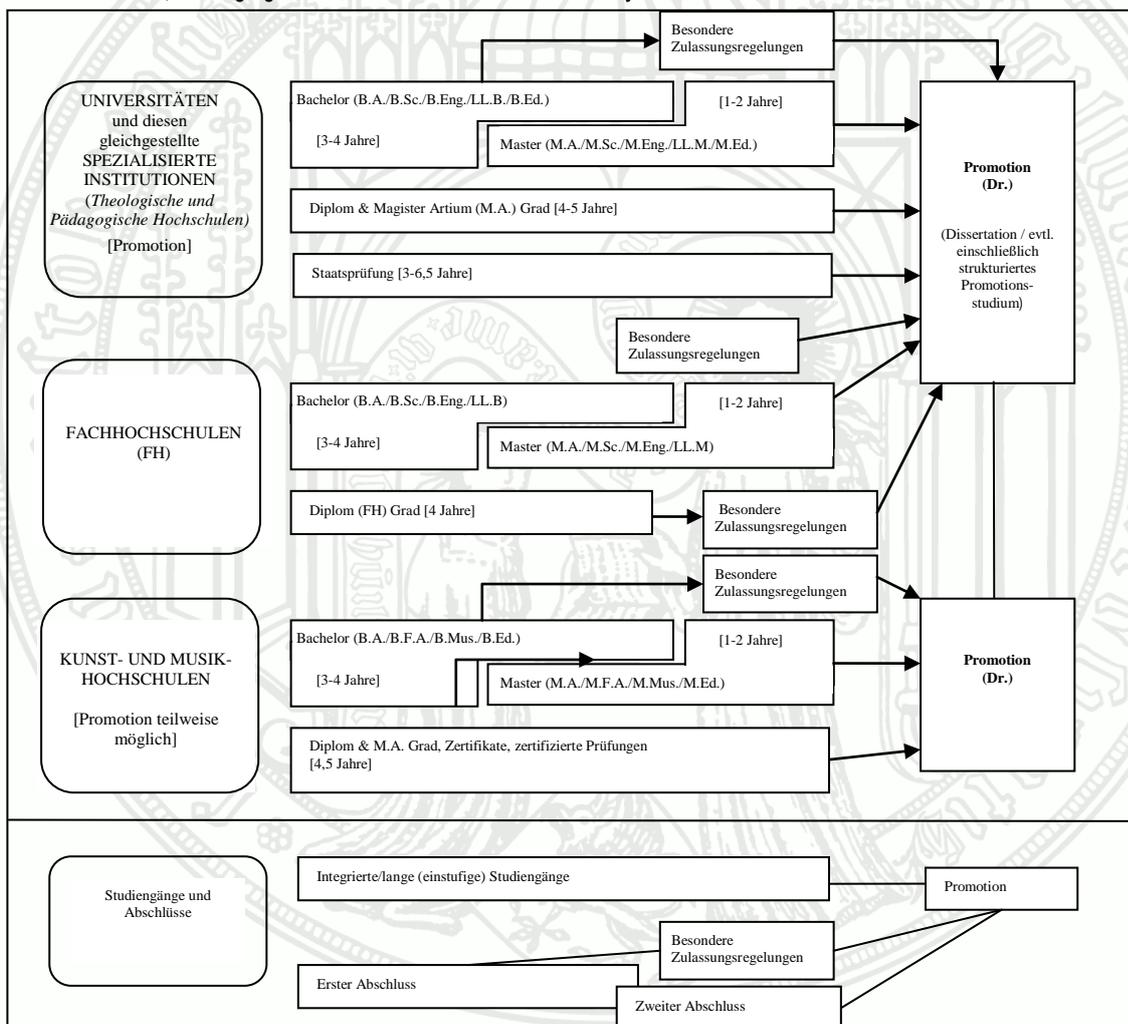 Besondere
Zulassungsregelungen
UNIVERSITÄTEN
und diesen
gleichgestellte
SPEZIALISIERTE
INSTITUTIONEN
(Theologische und
Pädagogische Hochschulen)
[Promotion]
Bachelor (B.A./B.Sc./B.Eng./LL.B./B.Ed.)
[3-4 Jahre]
[1-2 Jahre]
Master (M.A./M.Sc./M.Eng./LL.M./M.Ed.)
Diplom & Magister Artium (M.A.) Grad [4-5 Jahre]
Staatsprüfung [3-6,5 Jahre]
Promotion
(Dr.)
(Dissertation / evtl.
einschließlich
strukturiertes
Promotions-
studium)
Besondere
Zulassungsregelungen
FACHHOCHSCHULEN
(FH)
Bachelor (B.A./B.Sc./B.Eng./LL.B)
[3-4 Jahre]
[1-2 Jahre]
Master (M.A./M.Sc./M.Eng./LL.M)
Diplom (FH) Grad [4 Jahre]
Besondere
Zulassungsregelungen
Besondere
Zulassungsregelungen
KUNST- UND MUSIK-
HOCHSCHULEN
[Promotion teilweise
möglich]
Bachelor (B.A./B.F.A./B.Mus./B.Ed.)
[3-4 Jahre]
[1-2 Jahre]
Master (M.A./M.F.A./M.Mus./M.Ed.)
Diplom & M.A. Grad, Zertifikate, zertifizierte Prüfungen
[4,5 Jahre]
Promotion
(Dr.)
Studiengänge und
Abschlüsse
Integrierte/lange (einstufige) Studiengänge
Promotion
Besondere
Zulassungsregelungen
Erster Abschluss
Zweiter Abschluss